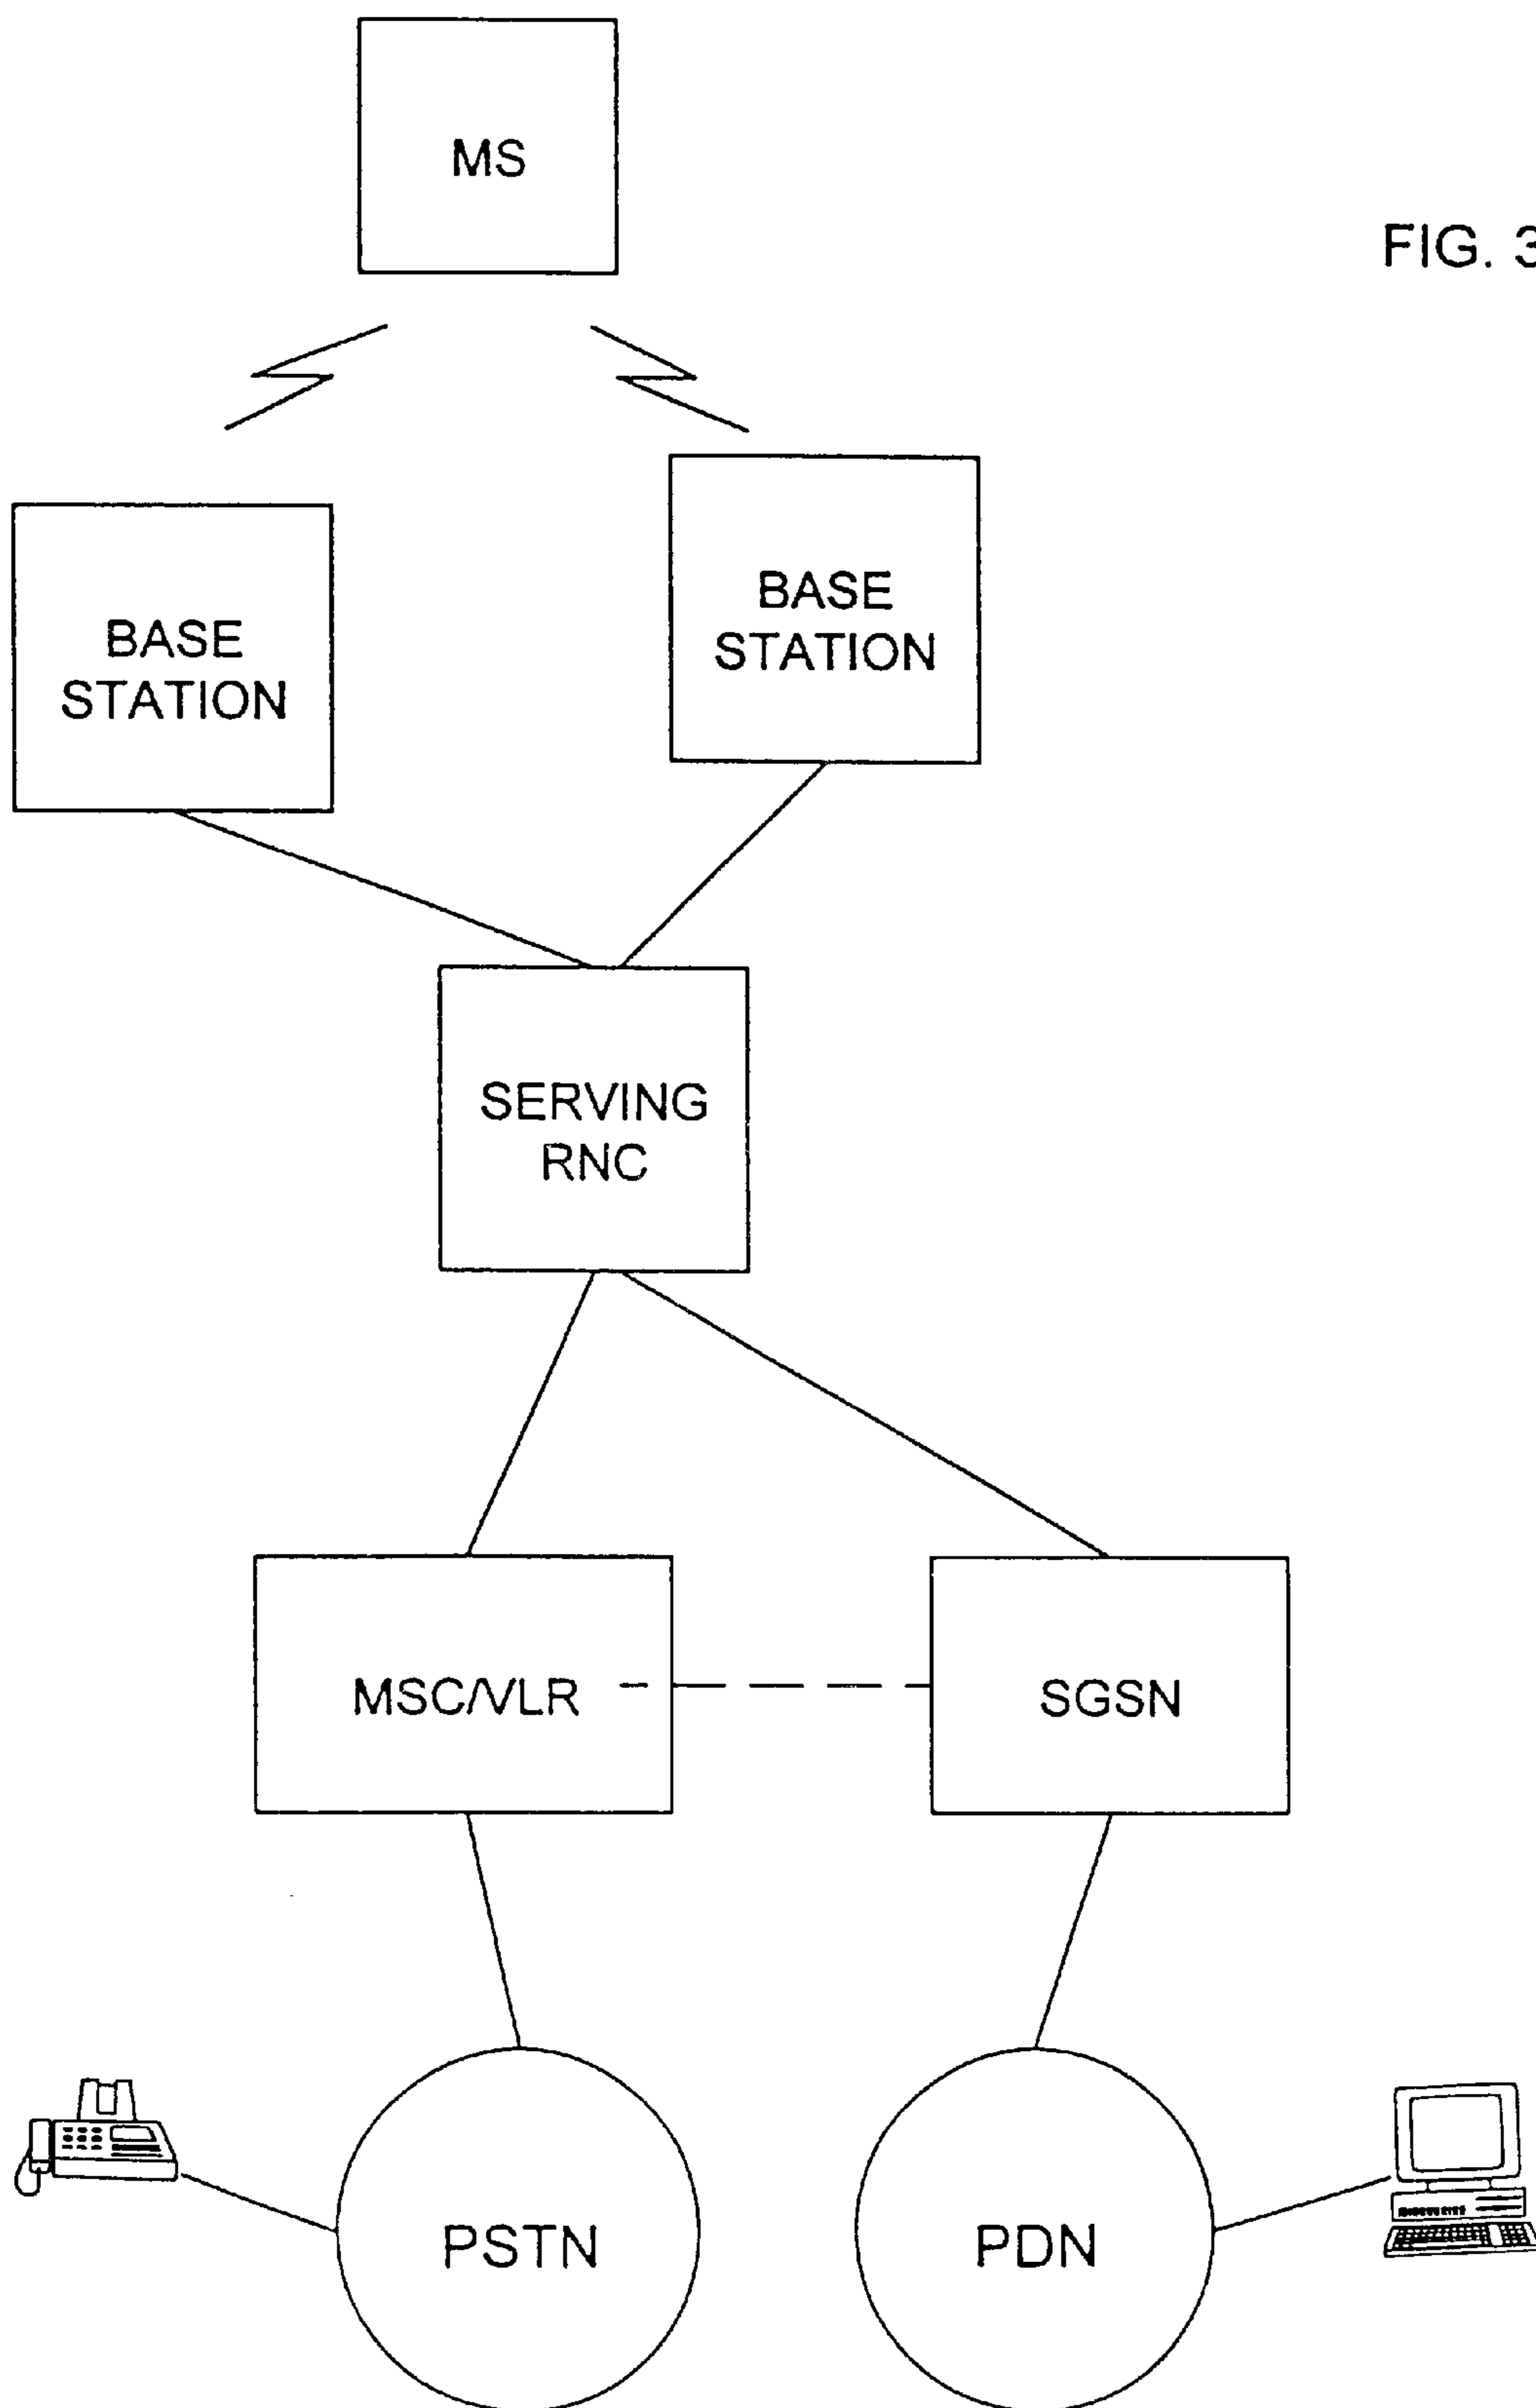 MS
FIG. 3
BASE
STATION
BASE
STATION
SERVING
RNC
MSC/VLR
SGSN
PSTN
PDN